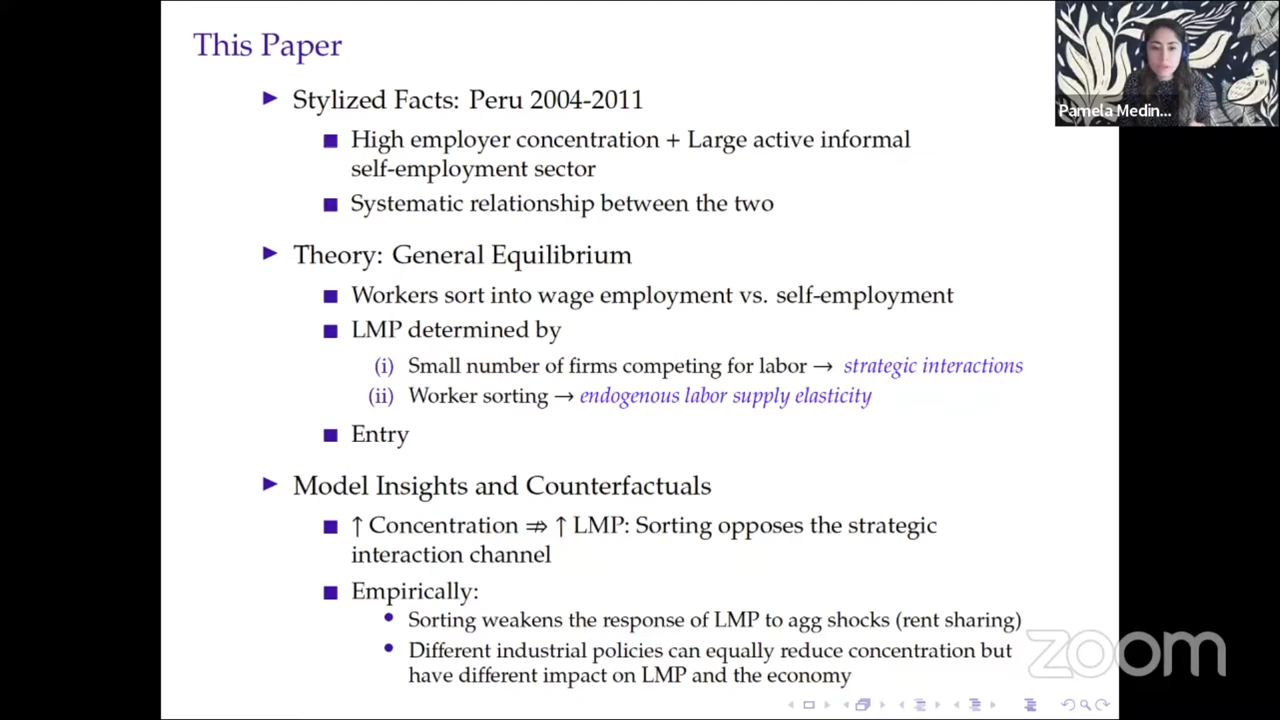 This Paper
Stylized Facts: Peru 2004-2011
High employer concentration + Large active informal
self-employment sector
Systematic relationship between the two
Theory: General Equilibrium
Workers sort into wage employment vs. self-employment
LMP determined by
(i) Small number of firms competing for labor → strategic interactions
(ii) Worker sorting → endogenous labor supply elasticity
Entry
Model Insights and Counterfactuals
↑ Concentration ⇏ ↑ LMP: Sorting opposes the strategic
interaction channel
Empirically:
Sorting weakens the response of LMP to agg shocks (rent sharing)
Different industrial policies can equally reduce concentration but
have different impact on LMP and the economy
Pamela Medin...
zoom